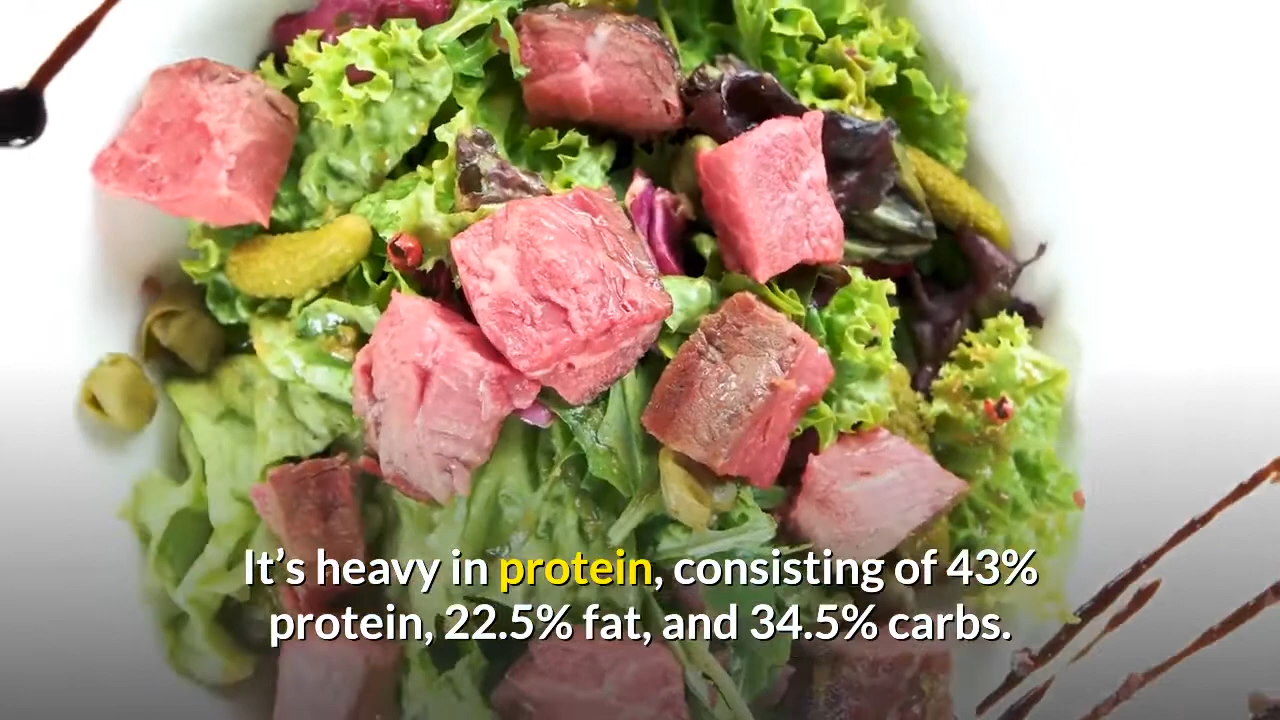 It’s heavy in protein, consisting of 43%
protein, 22.5% fat, and 34.5% carbs.